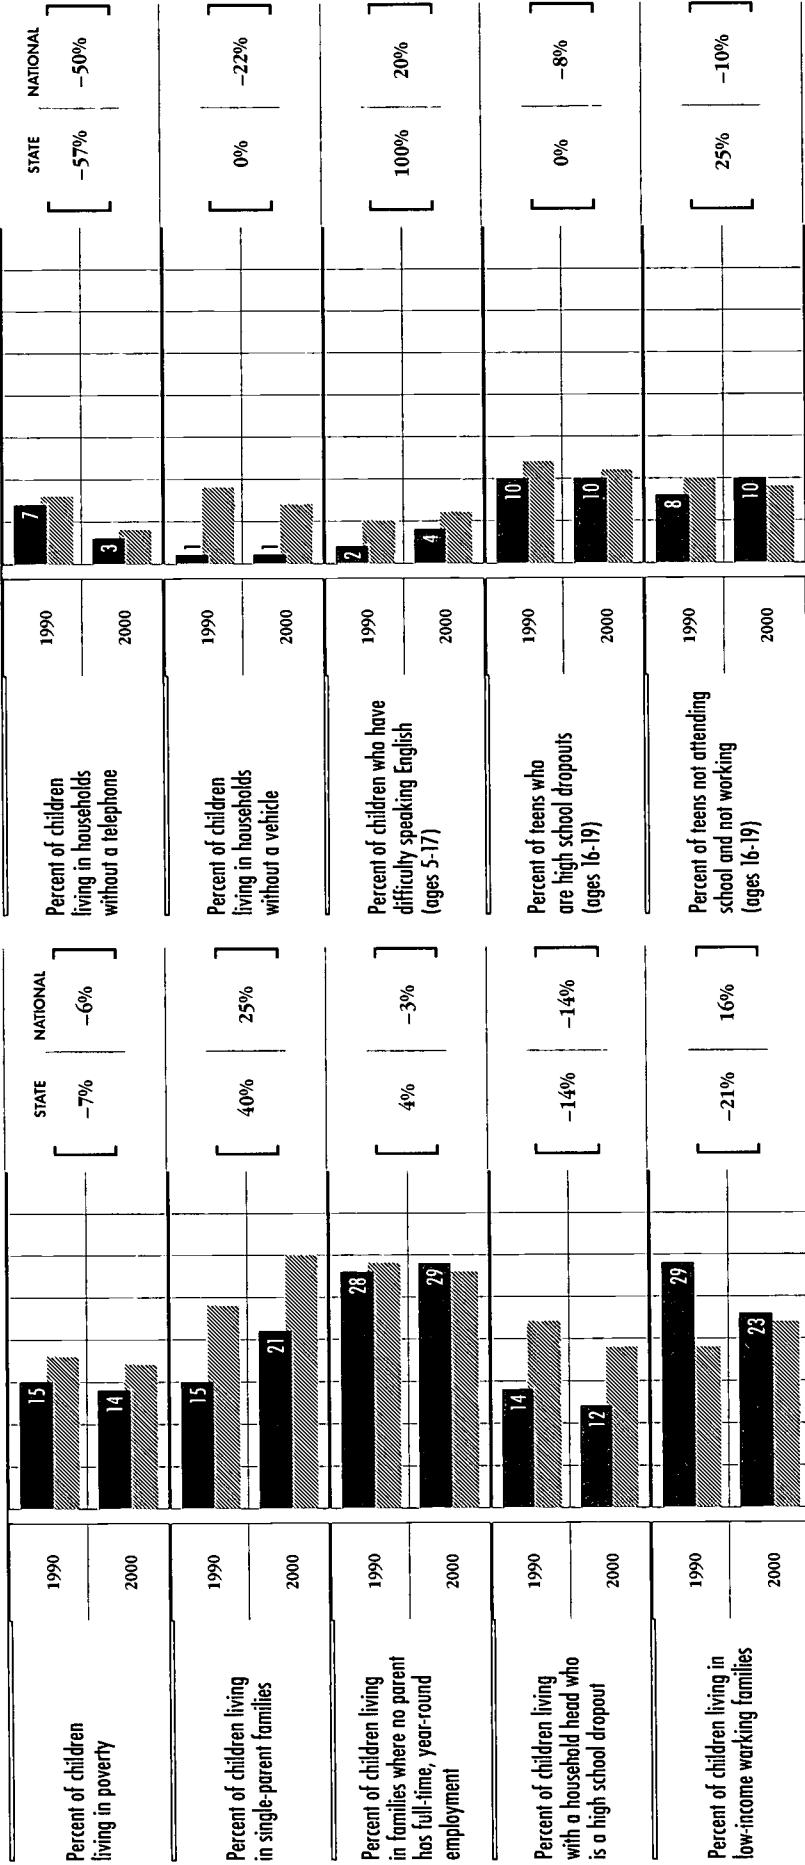 STATE
NATIONAL
Percent of children
living in poverty
1990
15
2000
14
–7%
–6%
Percent of children living
in single-parent families
1990
15
2000
21
40%
25%
Percent of children living
in families where no parent
has full-time, year-round
employment
1990
28
2000
29
4%
–3%
Percent of children living
with a household head who
is a high school dropout
1990
14
2000
12
–14%
–14%
Percent of children living in
low-income working families
1990
29
2000
23
–21%
16%
STATE
NATIONAL
Percent of children
living in households
without a telephone
1990
7
2000
3
–57%
–50%
Percent of children
living in households
without a vehicle
1990
1
2000
1
0%
–22%
Percent of children who have
difficulty speaking English
(ages 5-17)
1990
2
2000
4
100%
20%
Percent of teens who
are high school dropouts
(ages 16-19)
1990
10
2000
10
0%
–8%
Percent of teens not attending
school and not working
(ages 16-19)
1990
8
2000
10
25%
–10%